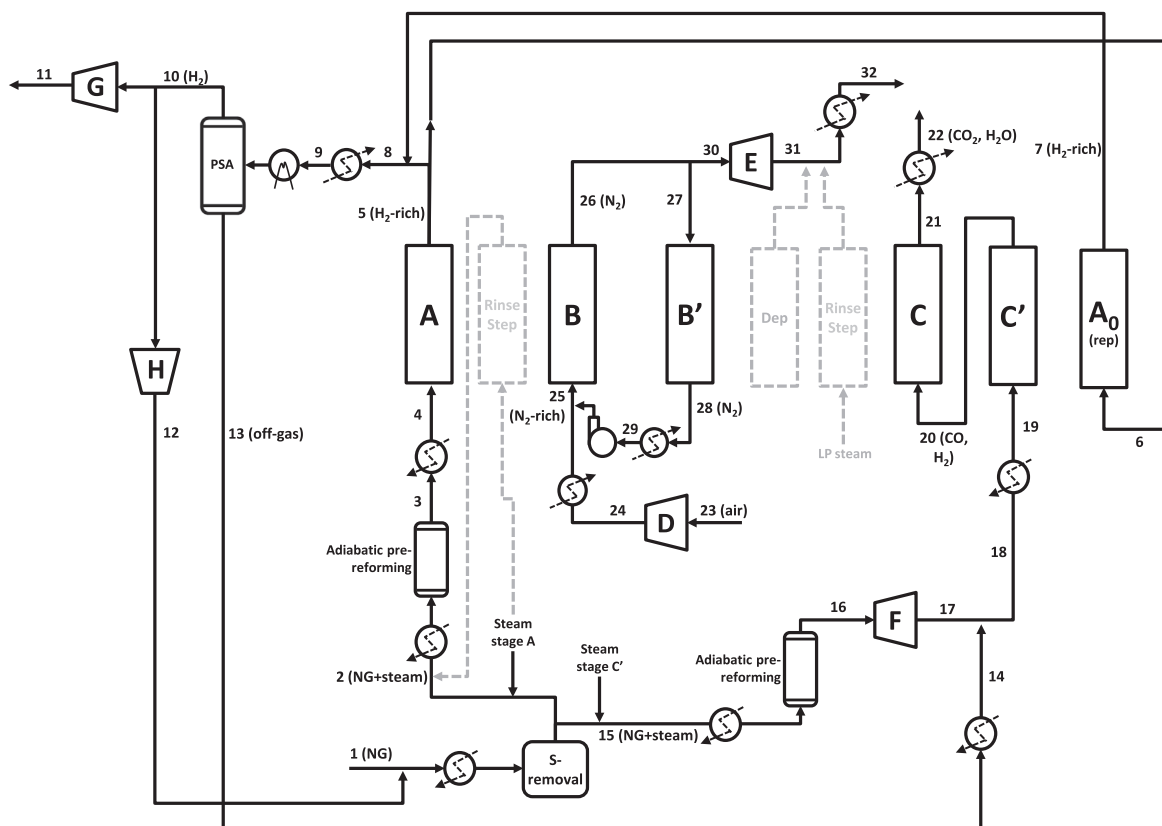 11
G
10 (H₂)
PSA
9
8
5 (H₂-rich)
32
30
E
31
26 (N₂)
27
22 (CO₂, H₂O)
21
7 (H₂-rich)
A
Rinse
Step
B
B’
Dep
Rinse
Step
C
C’
A₀
(rep)
H
12
13 (off-gas)
4
25
(N₂-rich)
28 (N₂)
29
LP steam
20 (CO,
H₂)
19
6
3
24
D
23 (air)
18
Adiabatic pre-
reforming
16
F
17
14
Steam
stage A
Steam
stage C’
Adiabatic pre-
reforming
2 (NG+steam)
15 (NG+steam)
1 (NG)
S-
removal